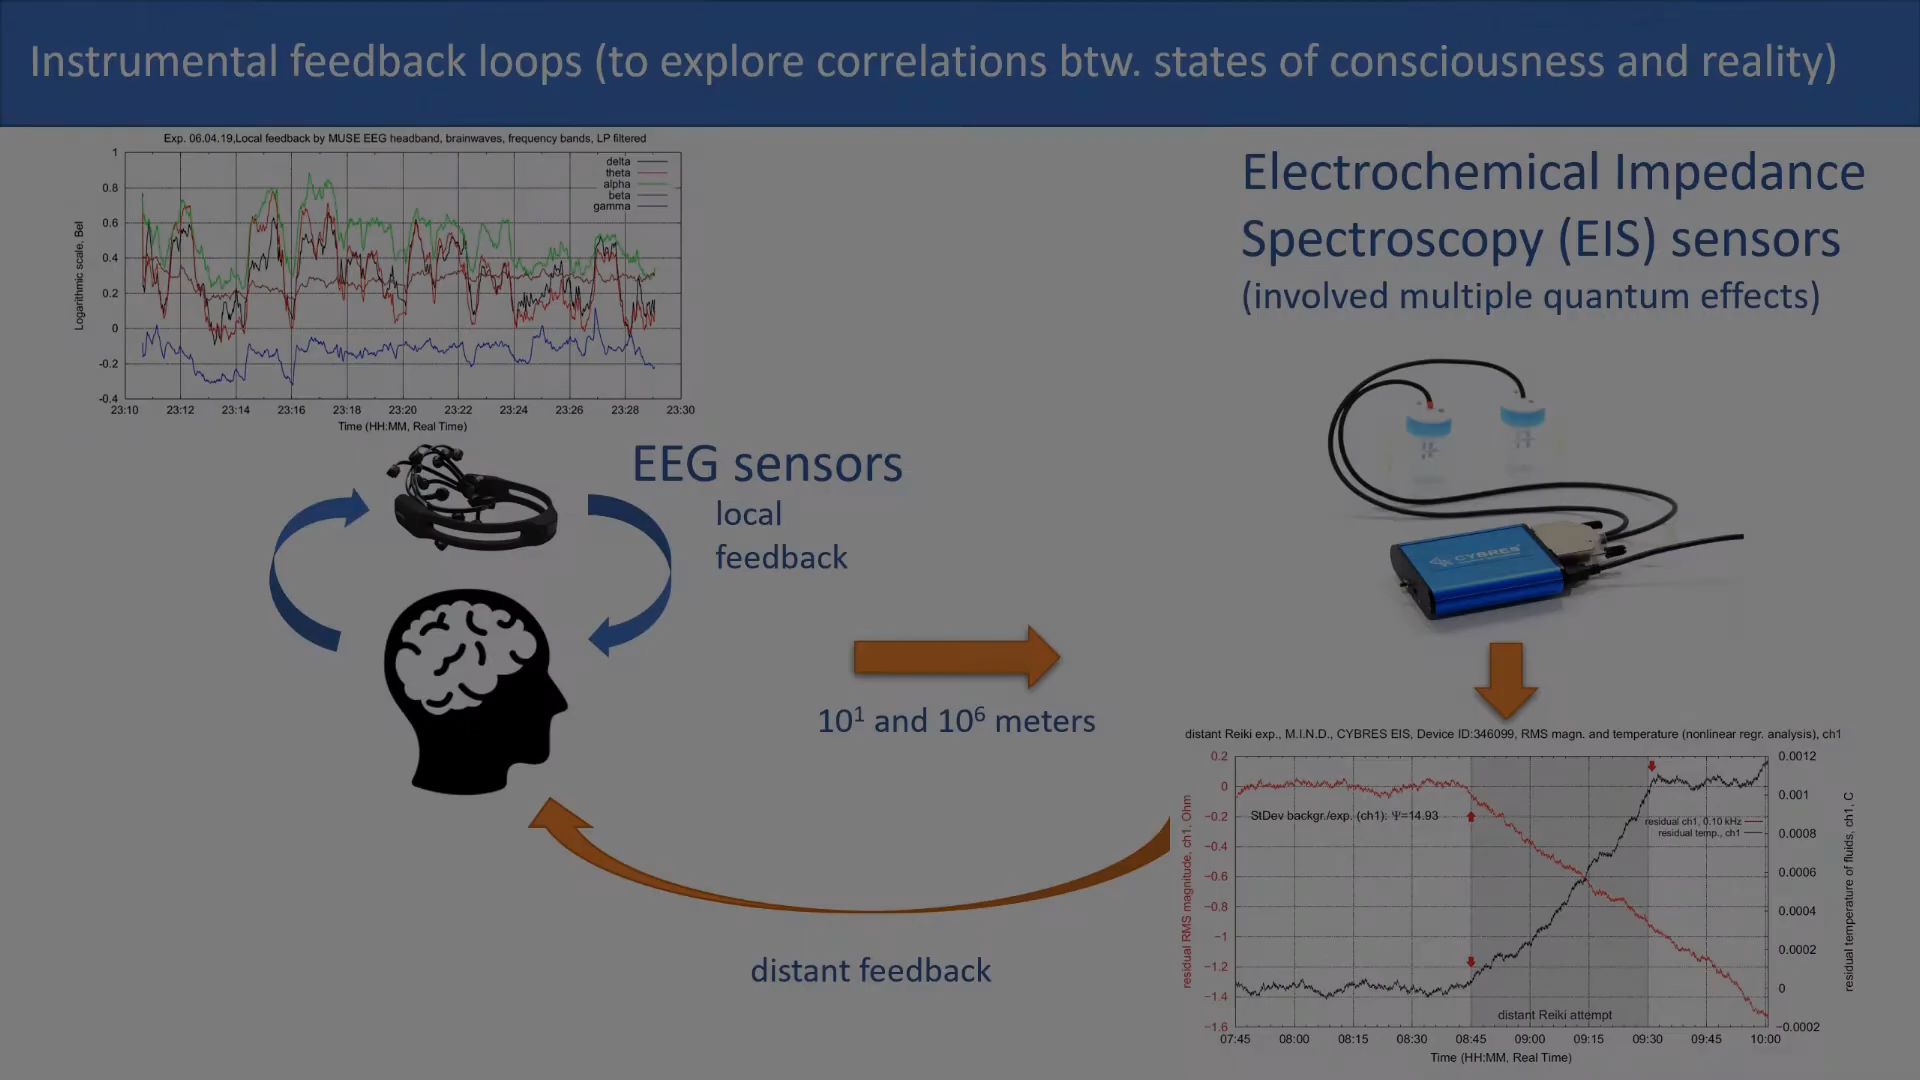 Instrumental feedback loops (to explore correlations btw. states of consciousness and reality)
Exp. 06.04.19,Local feedback by MUSE EEG headband, brainwaves, frequency bands, LP filtered
Logarithmic scale, Bel
1
0.8
0.6
0.4
0.2
0
-0.2
-0.4
delta
theta
alpha
beta
gamma
23:10 23:12 23:14 23:16 23:18 23:20 23:22 23:24 23:26 23:28 23:30
Time (HH:MM, Real Time)
Electrochemical Impedance
Spectroscopy (EIS) sensors
(involved multiple quantum effects)
EEG sensors
local
feedback
CYBRES
10¹ and 10⁶ meters
distant feedback
distant Reiki exp., M.I.N.D., CYBRES EIS, Device ID:346099, RMS magn. and temperature (nonlinear regr. analysis), ch1
residual RMS magnitude, ch1, Ohm
0.2
0
−0.2
−0.4
−0.6
−0.8
−1
−1.2
−1.4
−1.6
StDev backgr./exp. (ch1): Ψ=14.93
residual ch1, 0.10 kHz
residual temp., ch1
distant Reiki attempt
0.0012
0.001
0.0008
0.0006
0.0004
0.0002
0
−0.0002
residual temperature of fluids, ch1, C
07:45 08:00 08:15 08:30 08:45 09:00 09:15 09:30 09:45 10:00
Time (HH:MM, Real Time)